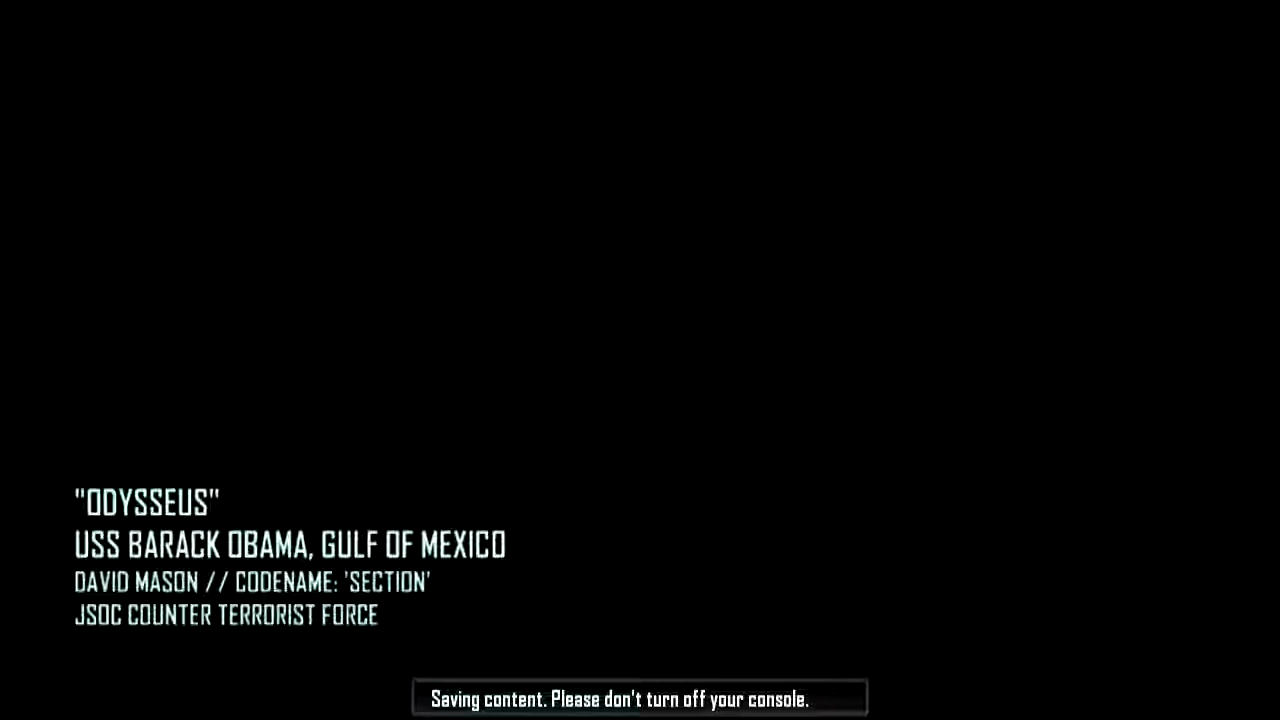 "ODYSSEUS"
USS BARACK OBAMA, GULF OF MEXICO
DAVID MASON // CODENAME: 'SECTION'
JSOC COUNTER TERRORIST FORCE
Saving content. Please don't turn off your console.